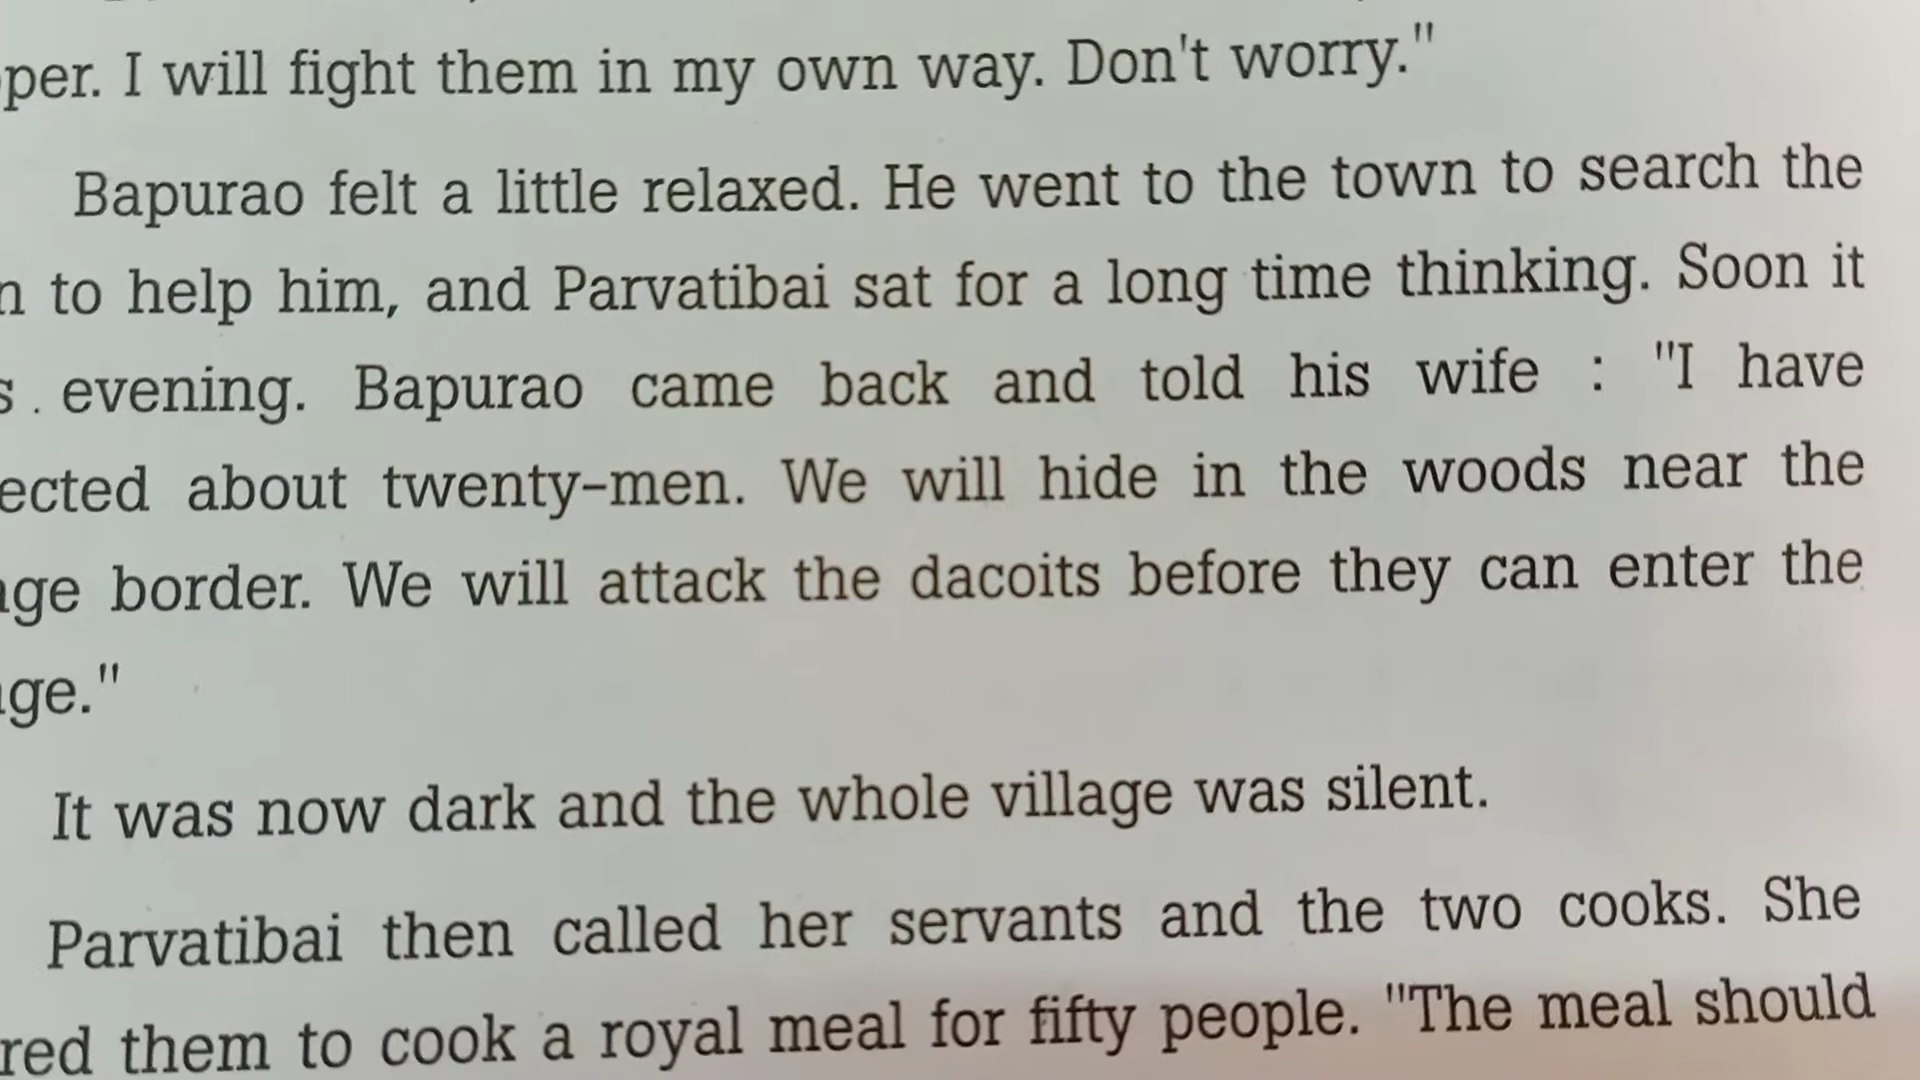 per. I will fight them in my own way. Don't worry."
Bapurao felt a little relaxed. He went to the town to search the
to help him, and Parvatibai sat for a long time thinking. Soon it
evening. Bapurao came back and told his wife : "I have
ected about twenty-men. We will hide in the woods near the
age border. We will attack the dacoits before they can enter the
age."
It was now dark and the whole village was silent.
Parvatibai then called her servants and the two cooks. She
red them to cook a royal meal for fifty people. "The meal should